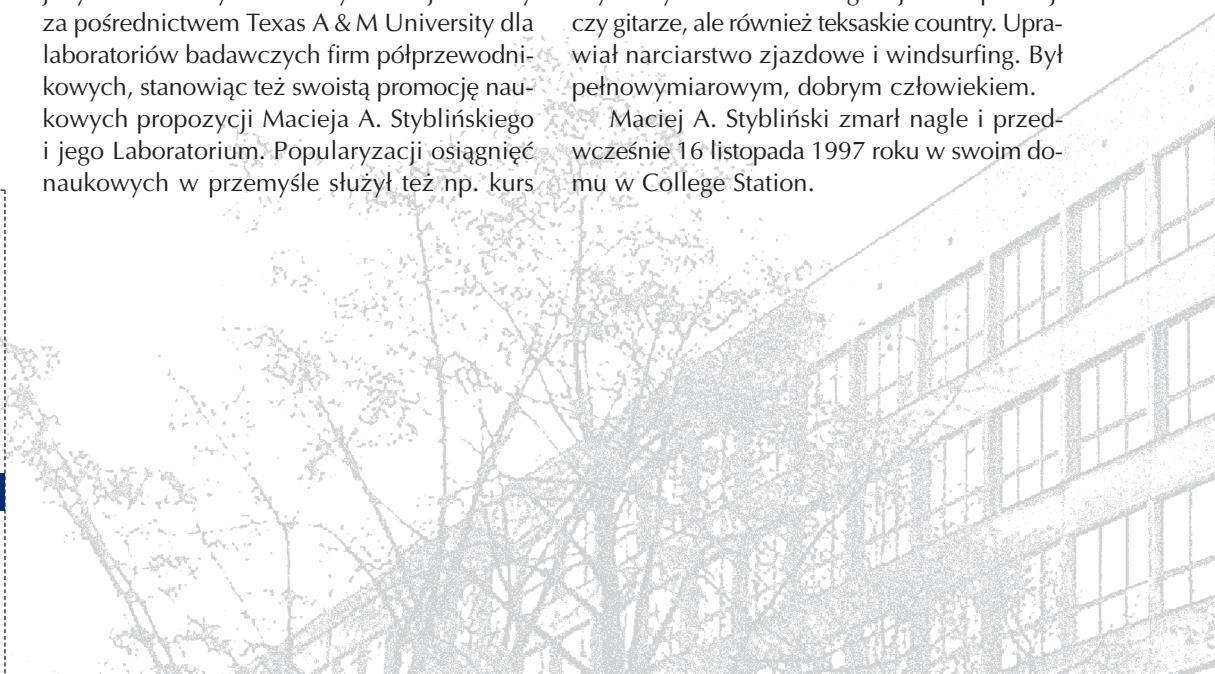 za pośrednictwem Texas A & M University dla
laboratoriów badawczych firm półprzewodni-
kowych, stanowiąc też swoistą promocję nau-
kowych propozycji Macieja A. Styblińskiego
i jego Laboratorium. Popularyzacji osiągnięć
naukowych w przemyśle służył też np. kurs
czy gitarze, ale również teksaskie country. Upra-
wiał narciarstwo zjazdowe i windsurfing. Był
pełnowymiarowym, dobrym człowiekiem.
Maciej A. Stybliński zmarł nagle i przed-
wcześnie 16 listopada 1997 roku w swoim do-
mu w College Station.